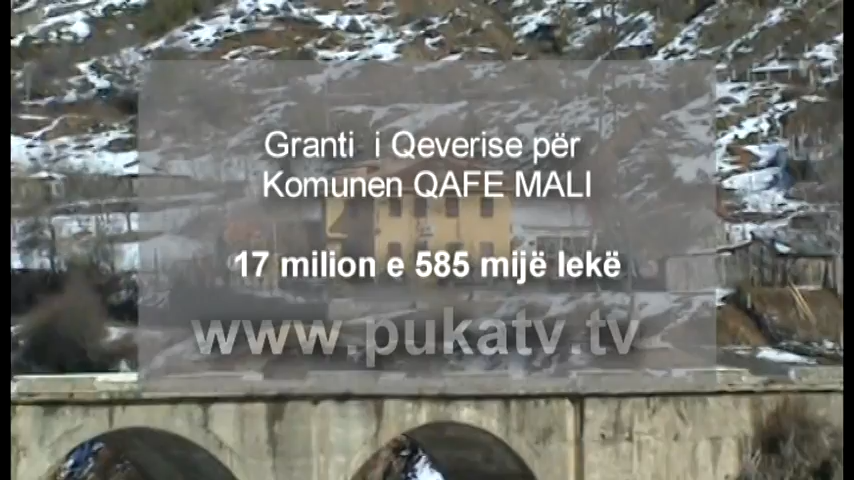 Granti i Qeverise për
Komunen QAFE MALI
17 milion e 585 mijë lekë
www.pukatv.tv